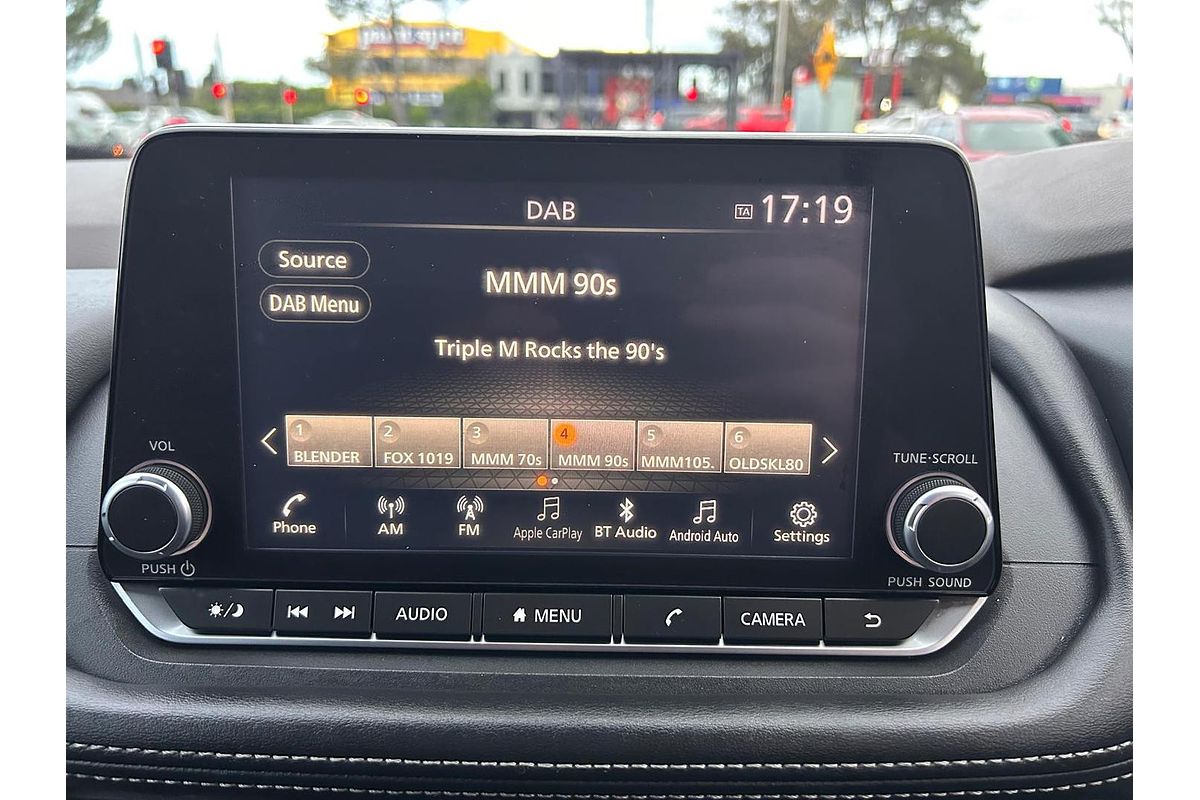 DAB
TA 17:19
Source
MMM 90s
DAB Menu
Triple M Rocks the 90's
1 2 3 4 5 6
BLENDER FOX 1019 MMM 70s MMM 90s MMM105. OLDSKL80
Phone AM FM Apple CarPlay BT Audio Android Auto Settings
VOL
TUNE·SCROLL
PUSH
PUSH SOUND
AUDIO MENU CAMERA